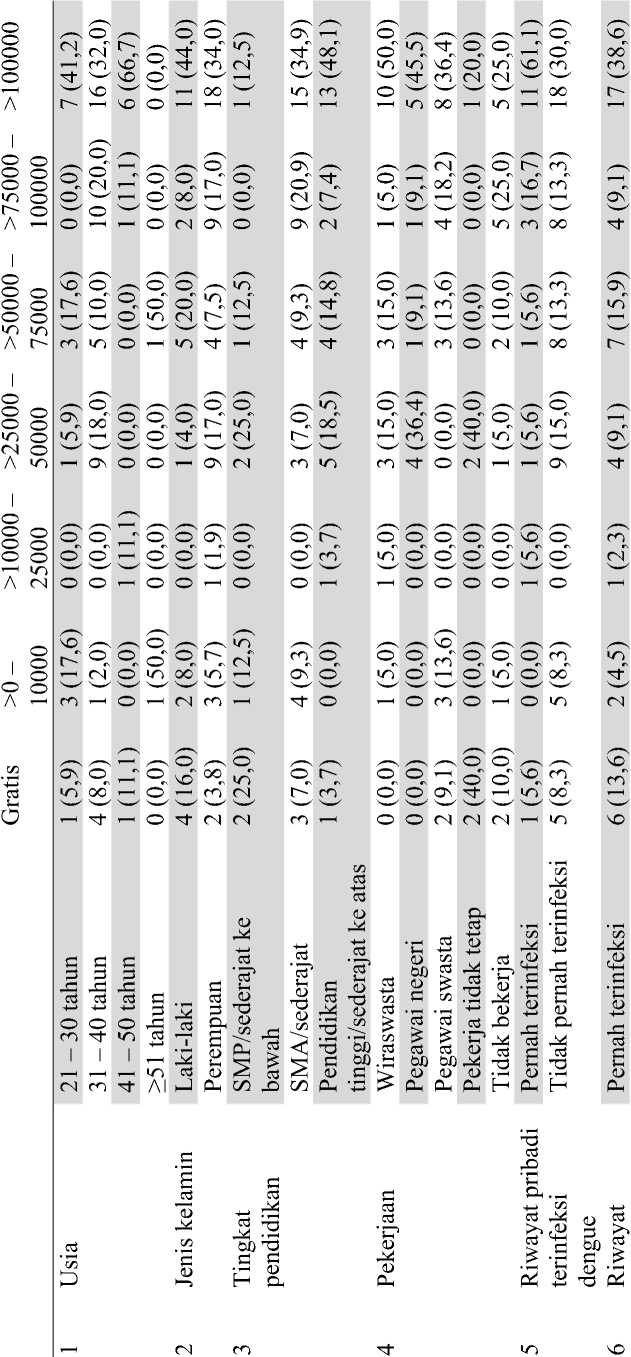 Gratis >0 – >10000 – >25000 – >50000 – >75000 – >100000
10000 25000 50000 75000 100000
1 Usia 21 – 30 tahun 1 (5,9) 3 (17,6) 0 (0,0) 1 (5,9) 3 (17,6) 0 (0,0) 7 (41,2)
31 – 40 tahun 4 (8,0) 1 (2,0) 0 (0,0) 9 (18,0) 5 (10,0) 10 (20,0) 16 (32,0)
41 – 50 tahun 1 (11,1) 0 (0,0) 1 (11,1) 0 (0,0) 0 (0,0) 1 (11,1) 6 (66,7)
≥51 tahun 0 (0,0) 1 (50,0) 0 (0,0) 0 (0,0) 1 (50,0) 0 (0,0) 0 (0,0)
2 Jenis kelamin Laki-laki 4 (16,0) 2 (8,0) 0 (0,0) 1 (4,0) 5 (20,0) 2 (8,0) 11 (44,0)
Perempuan 2 (3,8) 3 (5,7) 1 (1,9) 9 (17,0) 4 (7,5) 9 (17,0) 18 (34,0)
3 Tingkat SMP/sederajat ke 2 (25,0) 1 (12,5) 0 (0,0) 2 (25,0) 1 (12,5) 0 (0,0) 1 (12,5)
pendidikan bawah
SMA/sederajat 3 (7,0) 4 (9,3) 0 (0,0) 3 (7,0) 4 (9,3) 9 (20,9) 15 (34,9)
Pendidikan 1 (3,7) 0 (0,0) 1 (3,7) 5 (18,5) 4 (14,8) 2 (7,4) 13 (48,1)
tinggi/sederajat ke atas
4 Pekerjaan Wiraswasta 0 (0,0) 1 (5,0) 1 (5,0) 3 (15,0) 3 (15,0) 1 (5,0) 10 (50,0)
Pegawai negeri 0 (0,0) 0 (0,0) 0 (0,0) 4 (36,4) 1 (9,1) 1 (9,1) 5 (45,5)
Pegawai swasta 2 (9,1) 3 (13,6) 0 (0,0) 0 (0,0) 3 (13,6) 4 (18,2) 8 (36,4)
Pekerja tidak tetap 2 (40,0) 0 (0,0) 0 (0,0) 2 (40,0) 0 (0,0) 0 (0,0) 1 (20,0)
Tidak bekerja 2 (10,0) 1 (5,0) 0 (0,0) 1 (5,0) 2 (10,0) 5 (25,0) 5 (25,0)
5 Riwayat pribadi Pernah terinfeksi 1 (5,6) 0 (0,0) 1 (5,6) 1 (5,6) 1 (5,6) 3 (16,7) 11 (61,1)
terinfeksi Tidak pernah terinfeksi 5 (8,3) 5 (8,3) 0 (0,0) 9 (15,0) 8 (13,3) 8 (13,3) 18 (30,0)
dengue
6 Riwayat Pernah terinfeksi 6 (13,6) 2 (4,5) 1 (2,3) 4 (9,1) 7 (15,9) 4 (9,1) 17 (38,6)